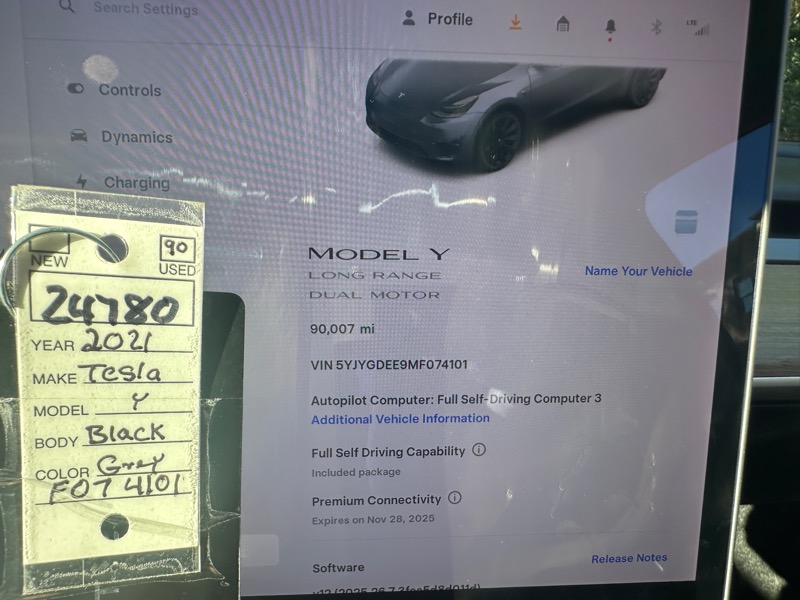 Search Settings
Profile
LTE
Controls
Dynamics
Charging
MODEL Y
LONG RANGE
DUAL MOTOR
Name Your Vehicle
90,007 mi
VIN 5YJYGDEE9MF074101
Autopilot Computer: Full Self-Driving Computer 3
Additional Vehicle Information
Full Self Driving Capability
Included package
Premium Connectivity
Expires on Nov 28, 2025
Software
Release Notes
NEW
90
USED
24780
YEAR 2021
MAKE Tesla
MODEL Y
BODY Black
COLOR Grey
F07 4101